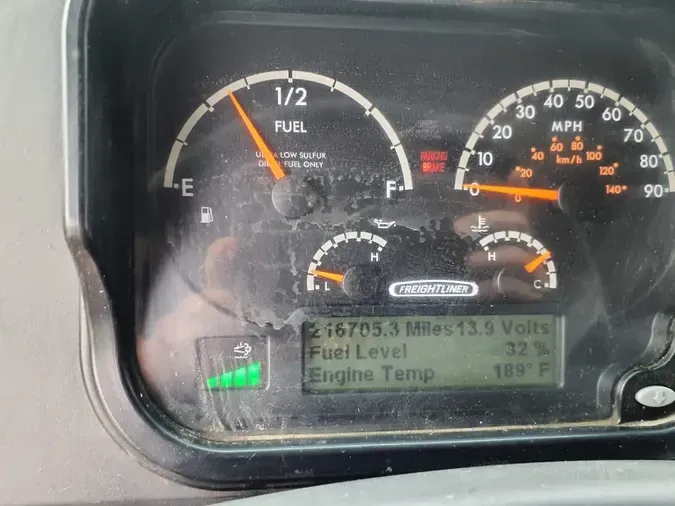 1/2
FUEL
ULTRA LOW SULFUR
DIESEL FUEL ONLY
E F
PARKING
BRAKE
0 10 20 30 40 50 60 70 80 90
MPH
0 20 40 60 80 100 120 140
km/h
L H
H C
FREIGHTLINER
216705.3 Miles 13.9 Volts
Fuel Level 32 %
Engine Temp 189° F